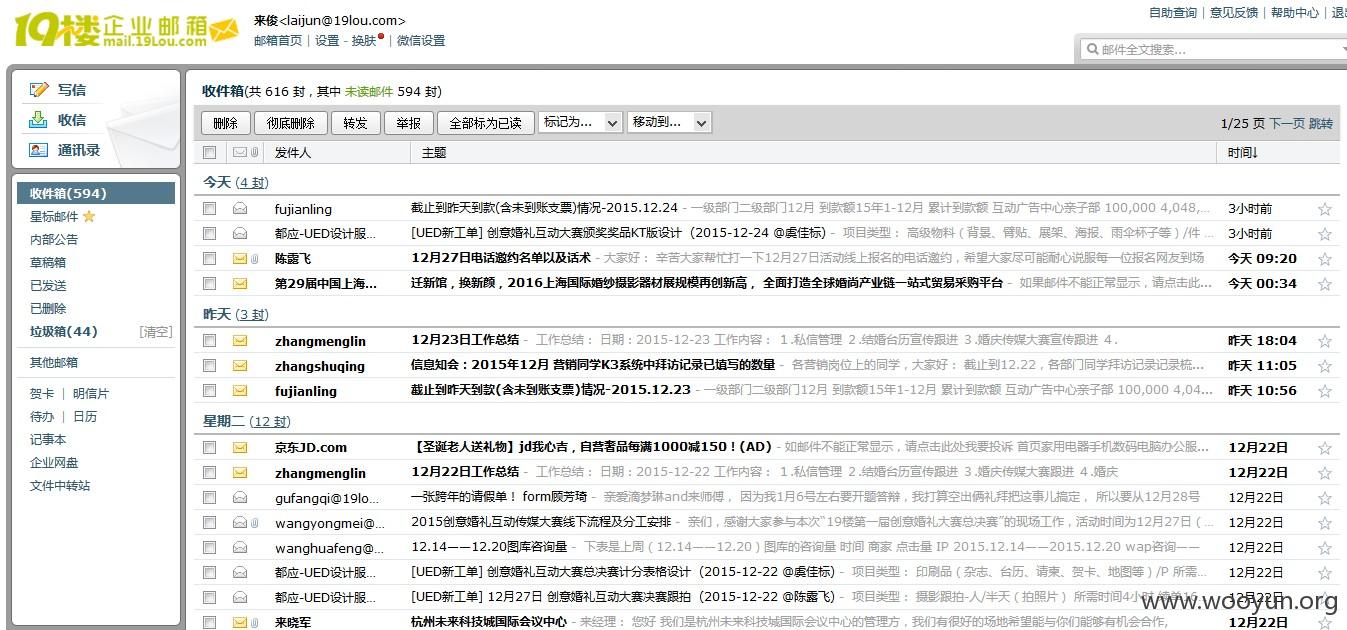 19楼企业邮箱 mail.19Lou.com
来俊<laijun@19lou.com>
邮箱首页 | 设置 - 换肤 | 微信设置
自助查询 | 意见反馈 | 帮助中心 | 退
邮件全文搜索...
写信
收信
通讯录
收件箱(594)
星标邮件
内部公告
草稿箱
已发送
已删除
垃圾箱(44) [清空]
其他邮箱
贺卡 | 明信片
待办 | 日历
记事本
企业网盘
文件中转站
收件箱(共 616 封，其中 未读邮件 594 封)
删除 彻底删除 转发 举报 全部标为已读 标记为... 移动到... 1/25 页 下一页 跳转
发件人 主题 时间↓
今天 (4 封)
fujianling 截止到昨天到款(含未到账支票)情况-2015.12.24 - 一级部门二级部门12月 到款额15年1-12月 累计到款额 互动广告中心亲子部 100,000 4,048,... 3小时前
都应-UED设计服... [UED新工单] 创意婚礼互动大赛颁奖奖品KT版设计（2015-12-24 @虞佳标） - 项目类型： 高级物料（背景、臂贴、展架、海报、雨伞杯子等）/件 ... 3小时前
陈露飞 12月27日电话邀约名单以及话术 - 大家好： 辛苦大家帮忙打一下12月27日活动线上报名的电话邀约，希望大家尽可能耐心说服每一位报名网友到场 今天 09:20
第29届中国上海... 迁新馆，换新颜，2016上海国际婚纱摄影器材展规模再创新高， 全面打造全球婚尚产业链一站式贸易采购平台 - 如果邮件不能正常显示，请点击此... 今天 00:34
昨天 (3 封)
zhangmenglin 12月23日工作总结 - 工作总结： 日期：2015-12-23 工作内容： 1.私信管理 2.结婚台历宣传跟进 3.婚庆传媒大赛宣传跟进 4. 昨天 18:04
zhangshuqing 信息知会：2015年12月 营销同学K3系统中拜访记录已填写的数量 - 各营销岗位上的同学，大家好： 截止到12.22，各部门同学拜访记录记录梳... 昨天 11:05
fujianling 截止到昨天到款(含未到账支票)情况-2015.12.23 - 一级部门二级部门12月 到款额15年1-12月 累计到款额 互动广告中心亲子部 100,000 4,04... 昨天 10:56
星期二 (12 封)
京东JD.com 【圣诞老人送礼物】jd我心吉，自营奢品每满1000减150！(AD) - 如邮件不能正常显示，请点击此处我要投诉 首页家用电器手机数码电脑办公服... 12月22日
zhangmenglin 12月22日工作总结 - 工作总结： 日期：2015-12-22 工作内容： 1.私信管理 2.结婚台历宣传跟进 3.婚庆传媒大赛跟进 4.婚庆 12月22日
gufangqi@19lo... 一张跨年的请假单！ form顾芳琦 - 亲爱滴梦琳and来师傅， 因为我1月6号左右要开题答辩，我打算空出俩礼拜把这事儿搞定， 所以要从12月28号 12月22日
wangyongmei@... 2015创意婚礼互动传媒大赛线下流程及分工安排 - 亲们，感谢大家参与本次“19楼第一届创意婚礼大赛总决赛”的现场工作，活动时间为12月27日（... 12月22日
wanghuafeng@... 12.14——12.20图库咨询量 - 下表是上周（12.14——12.20）图库的咨询量 时间 商家 点击量 IP 2015.12.14——2015.12.20 wap咨询—— 12月22日
都应-UED设计服... [UED新工单] 创意婚礼互动大赛总决赛计分表格设计（2015-12-22 @虞佳标） - 项目类型： 印刷品（杂志、台历、请柬、贺卡、地图等）/P 所需... 12月22日
都应-UED设计服... [UED新工单] 12月27日 创意婚礼互动大赛决赛跟拍（2015-12-22 @陈露飞） - 项目类型： 摄影跟拍-人/半天（拍照片） 所需时间4小时 12月22日
来晓军 杭州未来科技城国际会议中心 - 来经理： 您好 我们是杭州未来科技城国际会议中心的管理方，我们有很好的场地希望能与你们能够有机会合作, 12月22日
www.wooyun.org